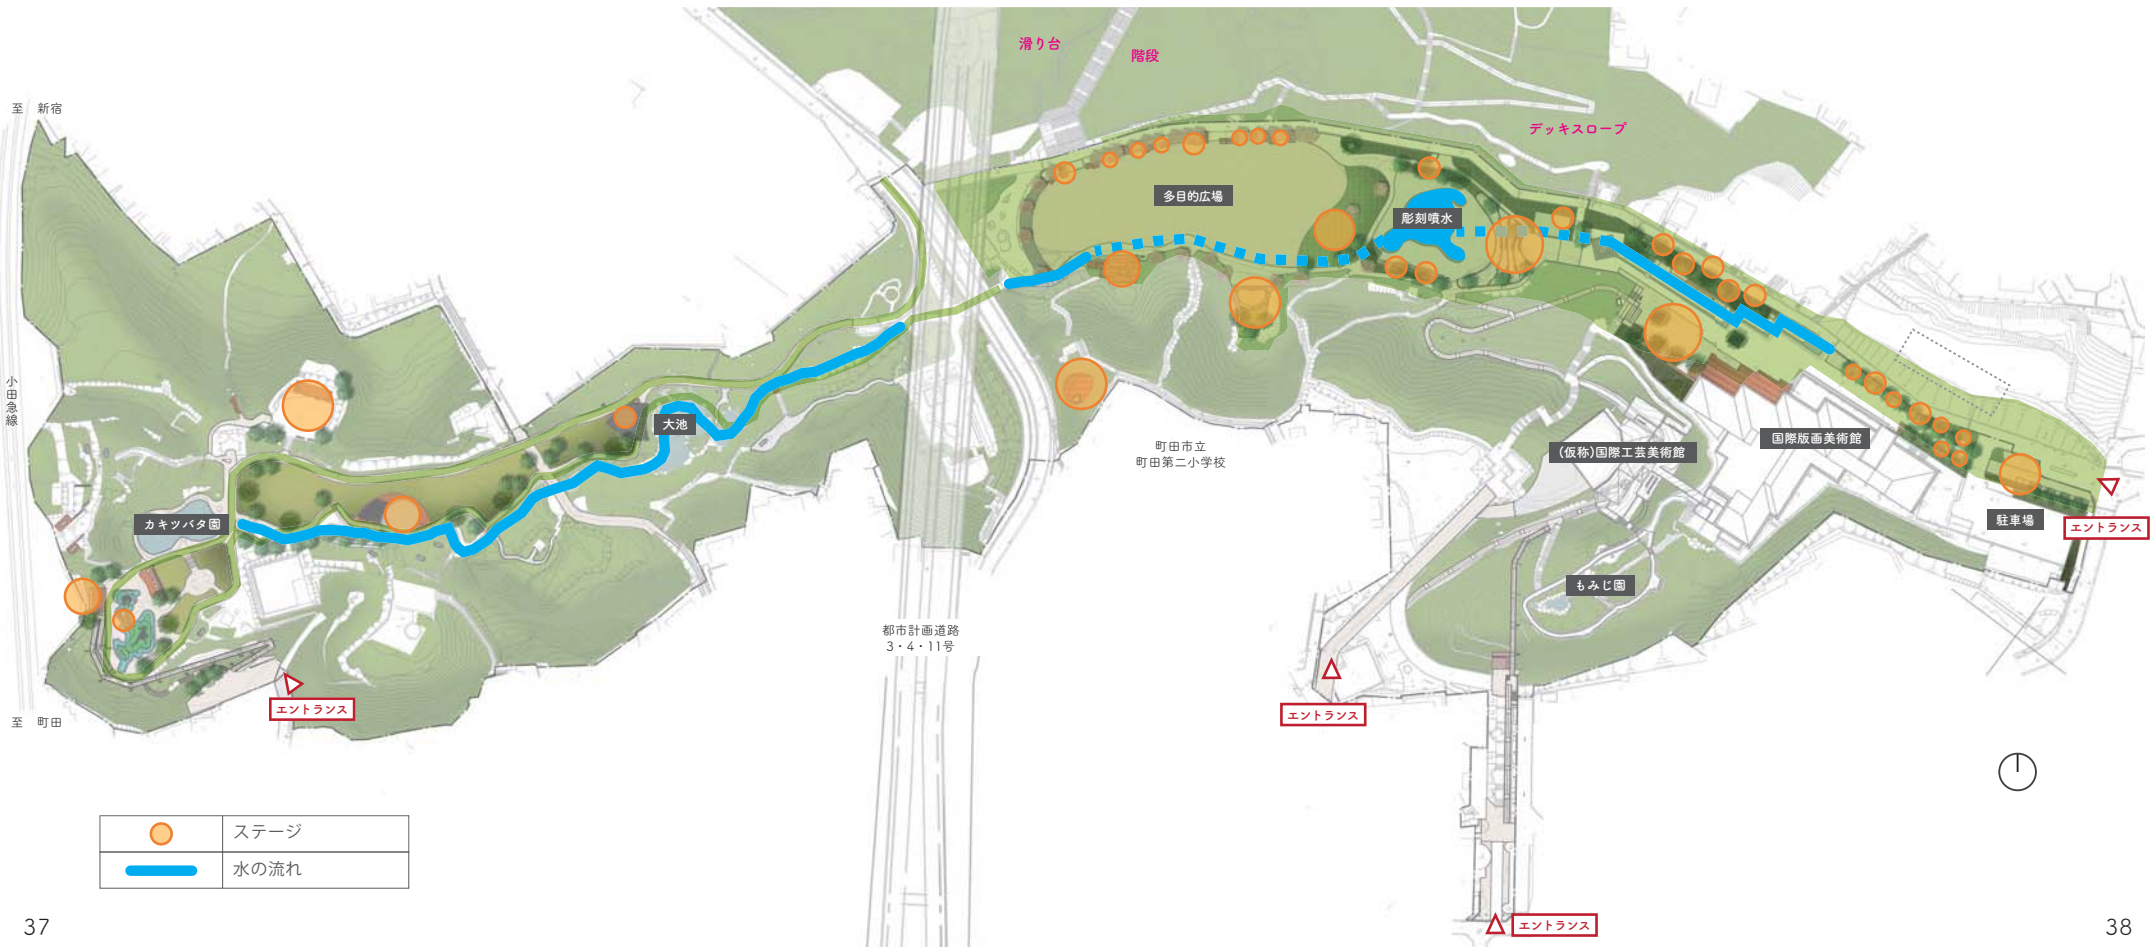 滑り台
階段
至 新宿
デッキスロープ
多目的広場
彫刻噴水
小田急線
大池
町田市立
町田第二小学校
国際版画美術館
(仮称)国際工芸美術館
カキツバタ園
駐車場
エントランス
もみじ園
都市計画道路
3・4・11号
エントランス
エントランス
至 町田
ステージ
水の流れ
エントランス
37
38